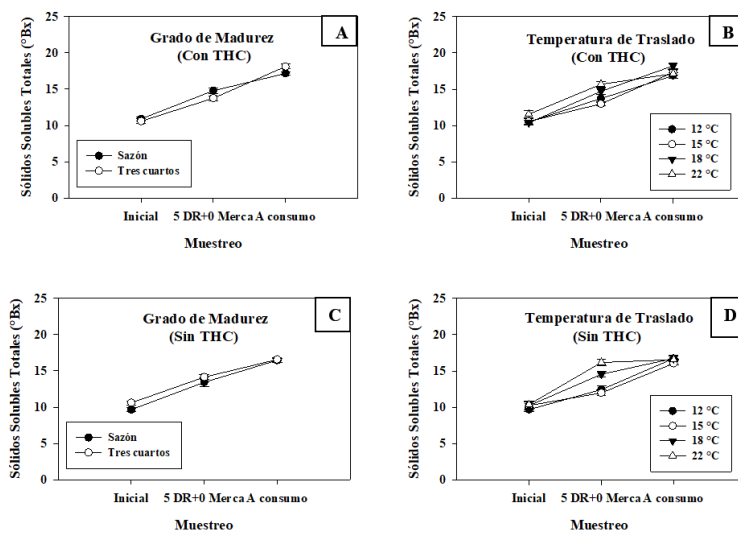 A
Grado de Madurez
(Con THC)
Sólidos Solubles Totales (°Bx)
25
20
15
10
5
0
Sazón
Tres cuartos
Inicial 5 DR+0 Merca A consumo
Muestreo
B
Temperatura de Traslado
(Con THC)
Sólidos Solubles Totales (°Bx)
25
20
15
10
5
0
12 °C
15 °C
18 °C
22 °C
Inicial 5 DR+0 Merca A consumo
Muestreo
C
Grado de Madurez
(Sin THC)
Sólidos Solubles Totales (°Bx)
25
20
15
10
5
0
Sazón
Tres cuartos
Inicial 5 DR+0 Merca A consumo
Muestreo
D
Temperatura de Traslado
(Sin THC)
Sólidos Solubles Totales (°Bx)
25
20
15
10
5
0
12 °C
15 °C
18 °C
22 °C
Inicial 5 DR+0 Merca A consumo
Muestreo